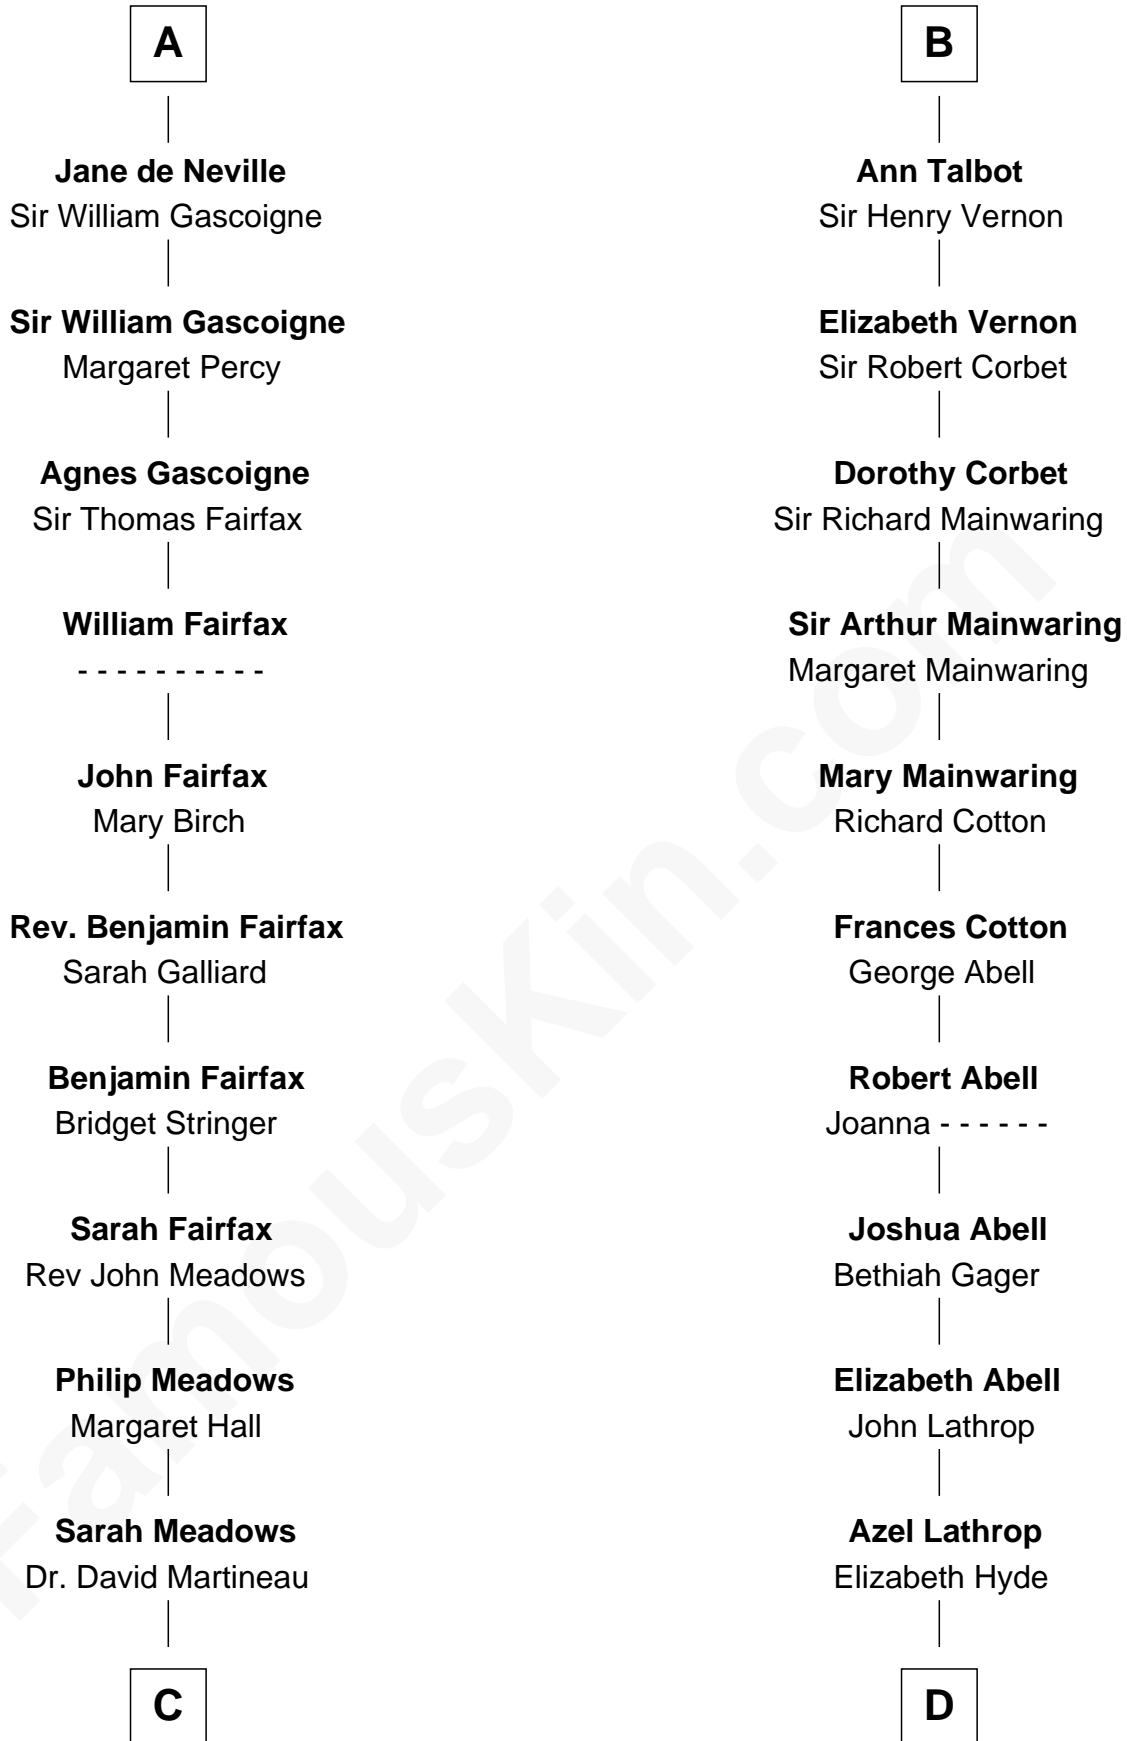 A
Jane de Neville
Sir William Gascoigne
Sir William Gascoigne
Margaret Percy
Agnes Gascoigne
Sir Thomas Fairfax
William Fairfax
- - - - - - - - - -
John Fairfax
Mary Birch
Rev. Benjamin Fairfax
Sarah Galliard
Benjamin Fairfax
Bridget Stringer
Sarah Fairfax
Rev John Meadows
Philip Meadows
Margaret Hall
Sarah Meadows
Dr. David Martineau
C
B
Ann Talbot
Sir Henry Vernon
Elizabeth Vernon
Sir Robert Corbet
Dorothy Corbet
Sir Richard Mainwaring
Sir Arthur Mainwaring
Margaret Mainwaring
Mary Mainwaring
Richard Cotton
Frances Cotton
George Abell
Robert Abell
Joanna - - - - - -
Joshua Abell
Bethiah Gager
Elizabeth Abell
John Lathrop
Azel Lathrop
Elizabeth Hyde
D
FamousKin.com